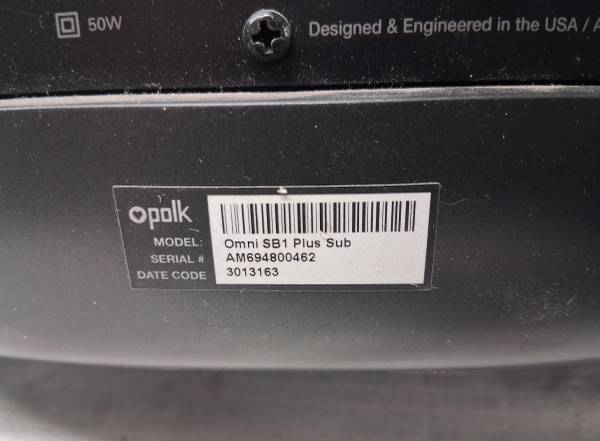 50W
Designed & Engineered in the USA /
polk
MODEL: Omni SB1 Plus Sub
SERIAL # AM694800462
DATE CODE 3013163